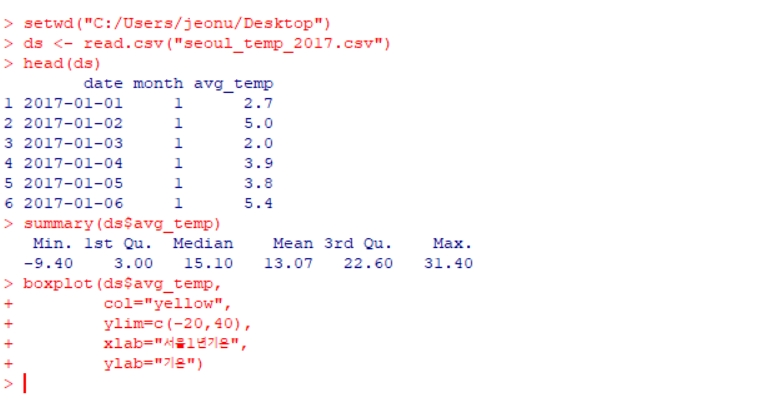 > setwd("C:/Users/jeonu/Desktop")
> ds <- read.csv("seoul_temp_2017.csv")
> head(ds)
        date month avg_temp
1 2017-01-01     1      2.7
2 2017-01-02     1      5.0
3 2017-01-03     1      2.0
4 2017-01-04     1      3.9
5 2017-01-05     1      3.8
6 2017-01-06     1      5.4
> summary(ds$avg_temp)
   Min. 1st Qu.  Median    Mean 3rd Qu.    Max.
  -9.40    3.00   15.10   13.07   22.60   31.40
> boxplot(ds$avg_temp,
+         col="yellow",
+         ylim=c(-20,40),
+         xlab="서울1년기온",
+         ylab="기온")
>